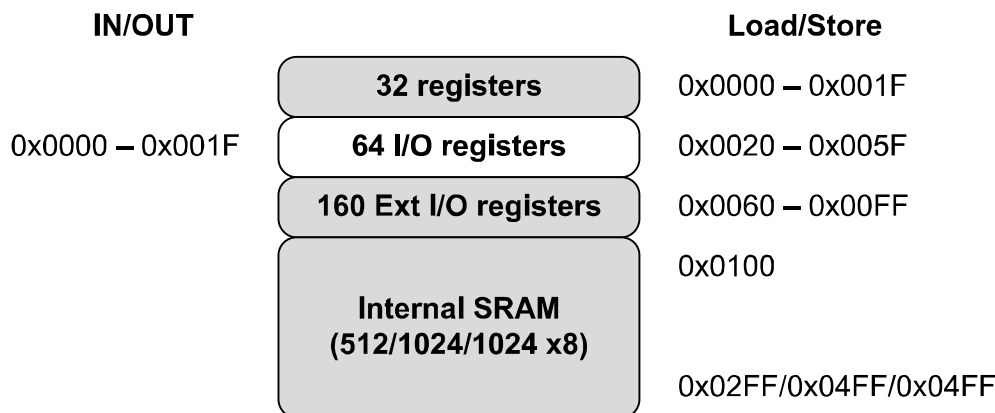 IN/OUT
Load/Store
32 registers
0x0000 – 0x001F
0x0000 – 0x001F
64 I/O registers
0x0020 – 0x005F
160 Ext I/O registers
0x0060 – 0x00FF
0x0100
Internal SRAM
(512/1024/1024 x8)
0x02FF/0x04FF/0x04FF